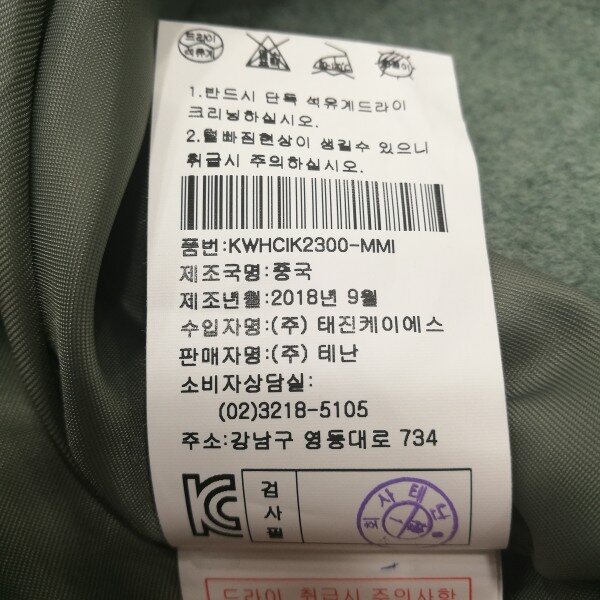 드라이
석유계
1.반드시 단독 석유계드라이
크리닝하십시오.
2.털빠짐현상이 생길수 있으니
취급시 주의하십시오.
품번:KWHCIK2300-MMI
제조국명:중국
제조년월:2018년 9월
수입자명:(주) 태진케이에스
판매자명:(주) 테난
소비자상담실:
(02)3218-5105
주소:강남구 영동대로 734
검
사
필
드라이 취급시 주의사항